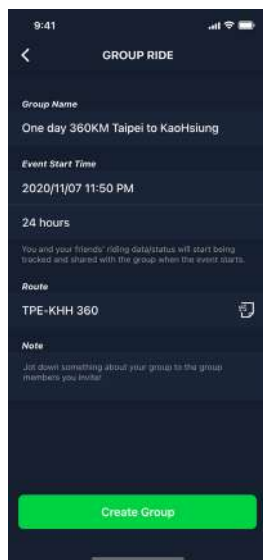 9:41
GROUP RIDE
Group Name
One day 360KM Taipei to KaoHsiung
Event Start Time
2020/11/07 11:50 PM
24 hours
You and your friends' riding data/status will start being
tracked and shared with the group when the event starts.
Route
TPE-KHH 360
Note
Jot down something about your group to the group
members you invite!
Create Group